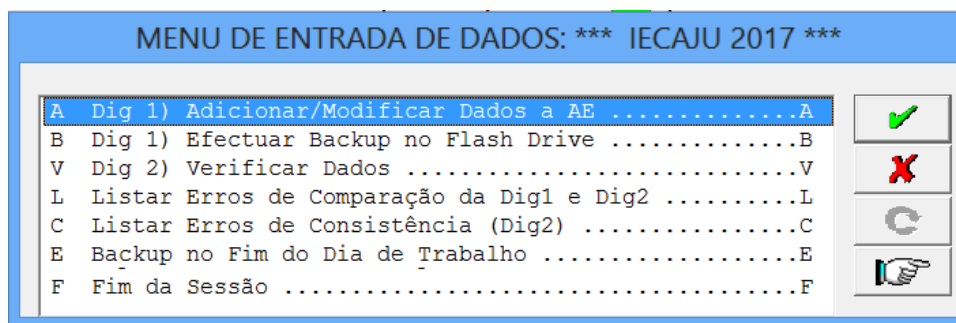 MENU DE ENTRADA DE DADOS: *** IECAJU 2017 ***
A Dig 1) Adicionar/Modificar Dados a AE ..............A
B Dig 1) Efectuar Backup no Flash Drive ..............B
V Dig 2) Verificar Dados .............................V
L Listar Erros de Comparação da Dig1 e Dig2 ..........L
C Listar Erros de Consistência (Dig2) ................C
E Backup no Fim do Dia de Trabalho ...................E
F Fim da Sessão ......................................F